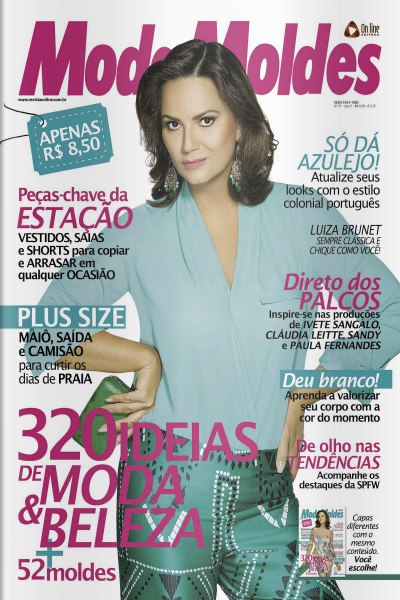 On line
EDITORA
Moda Moldes
www.revistaonline.com.br
APENAS
R$ 8,50
SÓ DÁ
AZULEJO!
Atualize seus
looks com o estilo
colonial português
Peças-chave da
ESTAÇÃO
VESTIDOS, SAIAS
e SHORTS para copiar
e ARRASAR em
qualquer OCASIÃO
LUIZA BRUNET
SEMPRE CLÁSSICA E
CHIQUE COMO VOCÊ!
Direto dos
PALCOS
Inspire-se nas produções
de IVETE SANGALO,
CLÁUDIA LEITTE, SANDY
e PAULA FERNANDES
PLUS SIZE
MAIÔ, SAÍDA
e CAMISÃO
para curtir os
dias de PRAIA
Deu branco!
Aprenda a valorizar
seu corpo com a
cor do momento
320 IDEIAS
DE MODA
& BELEZA
+
52 moldes
De olho nas
TENDÊNCIAS
Acompanhe os
destaques da SPFW
Moda Moldes
Capas
diferentes
com o
mesmo
conteúdo.
Você
escolhe!